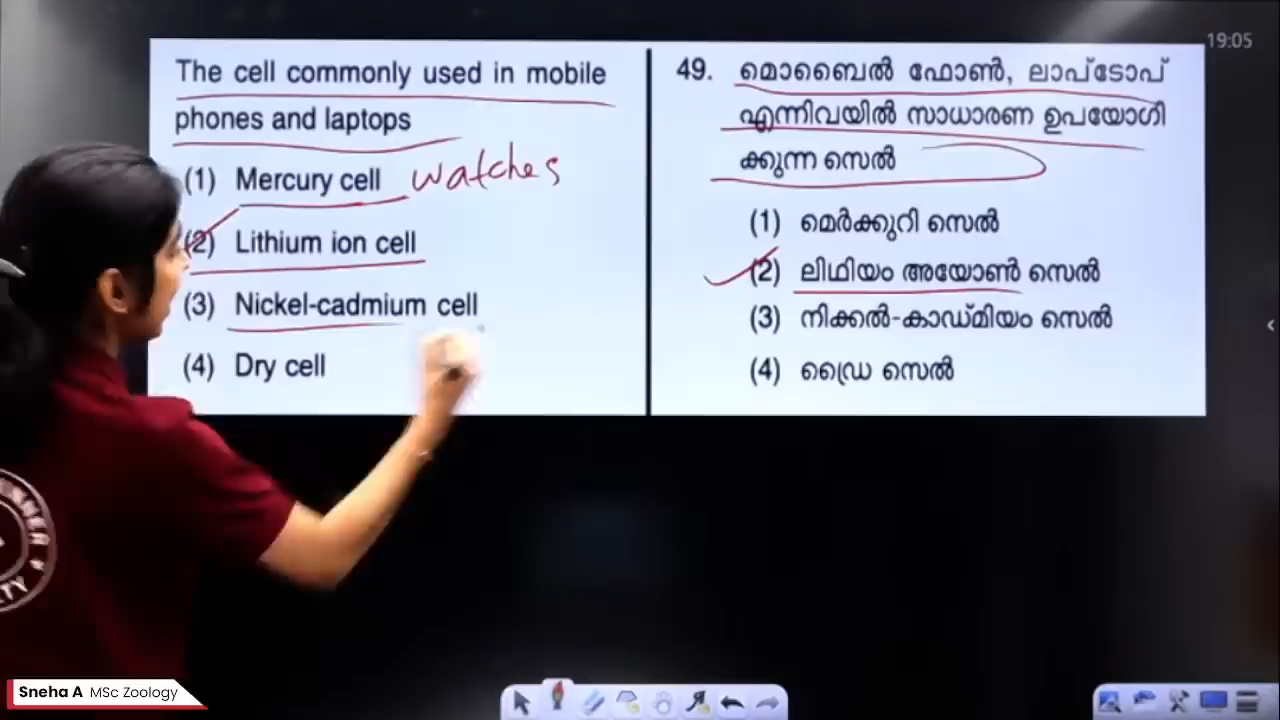 19:05
The cell commonly used in mobile
phones and laptops
(1) Mercury cell watches
(2) Lithium ion cell
(3) Nickel-cadmium cell
(4) Dry cell
49. മൊബൈൽ ഫോൺ, ലാപ്ടോപ്
എന്നിവയിൽ സാധാരണ ഉപയോഗി
ക്കുന്ന സെൽ
(1) മെർക്കുറി സെൽ
(2) ലിഥിയം അയോൺ സെൽ
(3) നിക്കൽ-കാഡ്മിയം സെൽ
(4) ഡ്രൈ സെൽ
Sneha A MSc Zoology